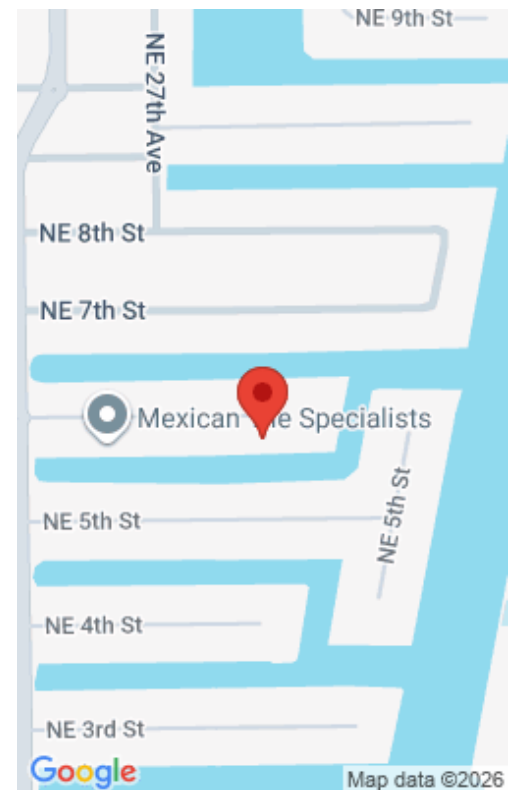 NE 9th St
NE 27th Ave
NE 8th St
NE 7th St
Mexican Specialists
NE 5th St
NE 5th St
NE 4th St
NE 3rd St
Google
Map data ©2026